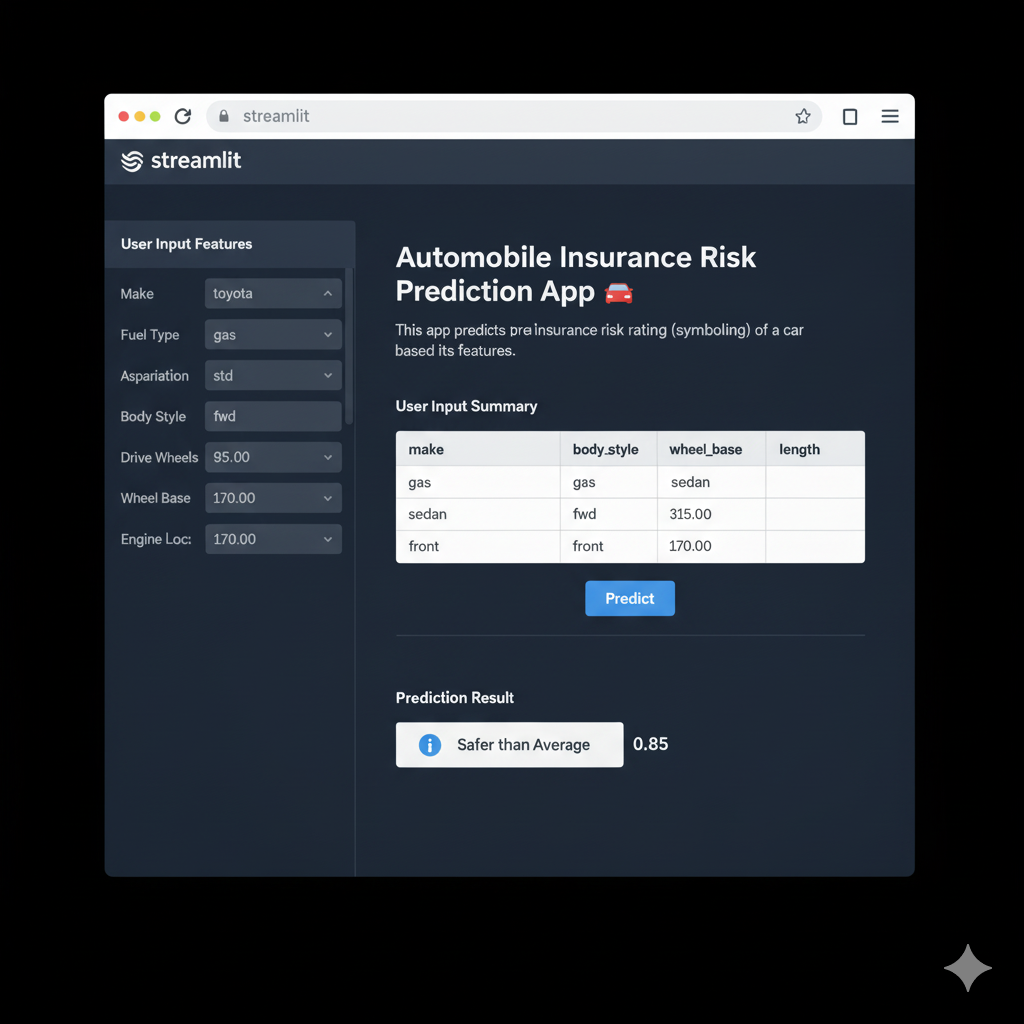 streamlit
streamlit
User Input Features
Make toyota
Fuel Type gas
Aspariation std
Body Style fwd
Drive Wheels 95.00
Wheel Base 170.00
Engine Loc: 170.00
Automobile Insurance Risk
Prediction App
This app predicts pre insurance risk rating (symboling) of a car
based its features.
User Input Summary
make body_style wheel_base length
gas gas sedan
sedan fwd 315.00
front front 170.00
Predict
Prediction Result
Safer than Average 0.85